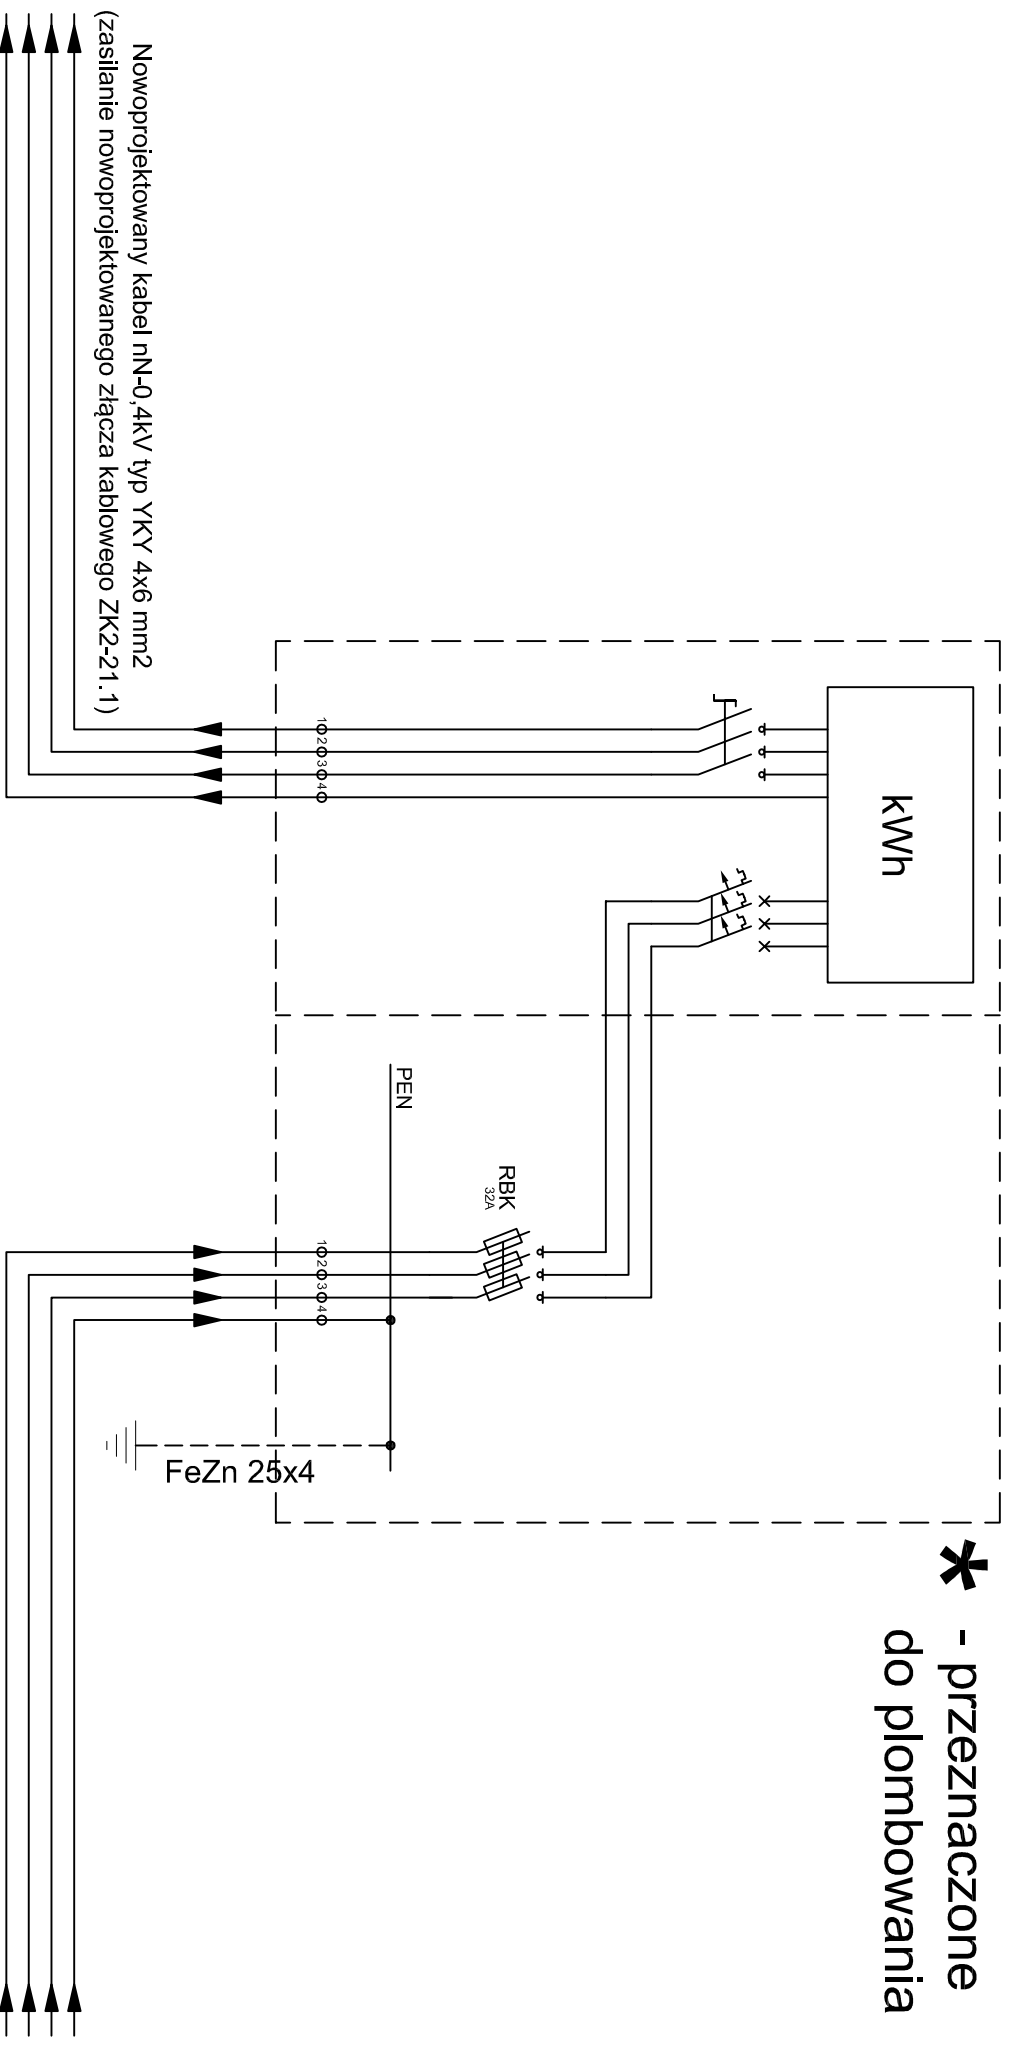 * - przeznaczone
do plombowania
kWh
RBK
32A
PEN
1 2 3 4
1 2 3 4
FeZn 25x4
Nowoprojektowany kabel nN-0,4kV typ YKY 4x6 mm2
(zasilanie nowoprojektowanego złącza kablowego ZK2-21.1)